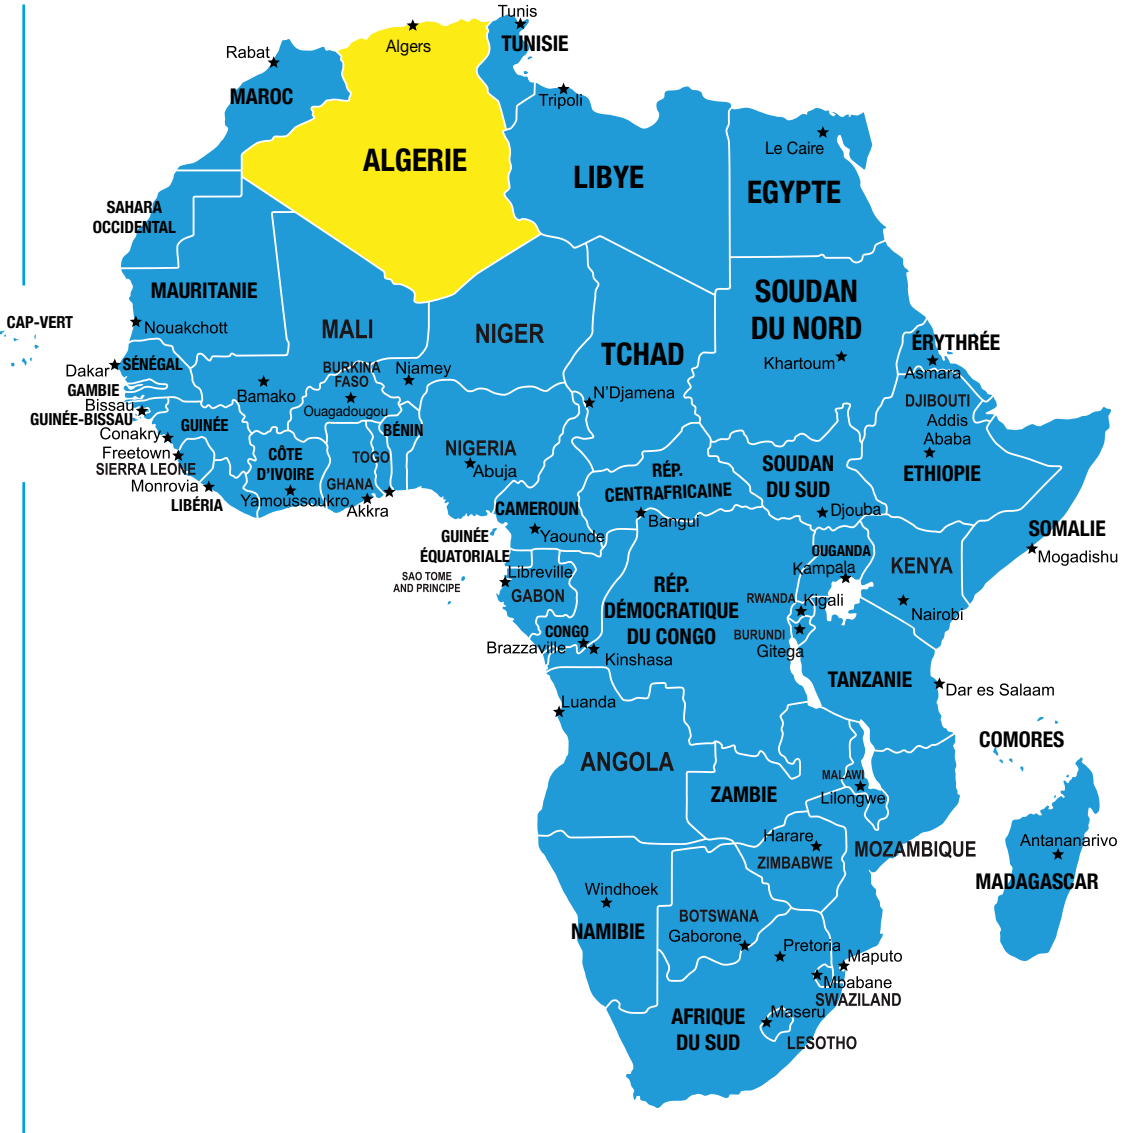 Tunis
TUNISIE
Algers
Rabat
MAROC
Tripoli
Le Caire
ALGERIE
LIBYE
EGYPTE
SAHARA
OCCIDENTAL
MAURITANIE
SOUDAN
DU NORD
CAP-VERT
Nouakchott
MALI
NIGER
TCHAD
ÉRYTHRÉE
Khartoum
Asmara
Dakar
SÉNÉGAL
BURKINA
FASO
Niamey
GAMBIE
Bamako
N'Djamena
DJIBOUTI
Bissau
GUINÉE-BISSAU
Ouagadougou
Addis
Ababa
GUINÉE
BÉNIN
Conakry
Freetown
SIERRA LEONE
CÔTE
D'IVOIRE
TOGO
NIGERIA
Abuja
RÉP.
CENTRAFRICAINE
SOUDAN
DU SUD
ETHIOPIE
Monrovia
LIBÉRIA
Yamoussoukro
GHANA
Akkra
CAMEROUN
Bangui
Djouba
Yaounde
SOMALIE
Mogadishu
GUINÉE
ÉQUATORIALE
OUGANDA
Kampala
KENYA
SAO TOME
AND PRINCIPE
Libreville
GABON
RÉP.
DÉMOCRATIQUE
DU CONGO
RWANDA
Kigali
Nairobi
CONGO
Brazzaville
Kinshasa
BURUNDI
Gitega
TANZANIE
Dar es Salaam
Luanda
COMORES
ANGOLA
ZAMBIE
MALAWI
Lilongwe
Harare
ZIMBABWE
MOZAMBIQUE
Antananarivo
MADAGASCAR
Windhoek
NAMIBIE
BOTSWANA
Gaborone
Pretoria
Maputo
Mbabane
SWAZILAND
AFRIQUE
DU SUD
Maseru
LESOTHO